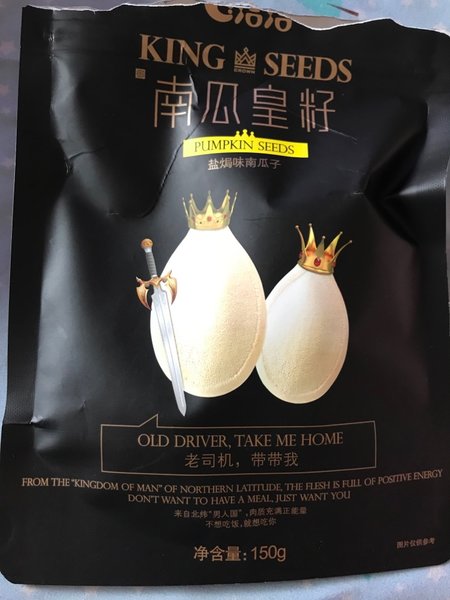 洽洽
KING CROWN SEEDS
南瓜皇籽
PUMPKIN SEEDS
盐焗味南瓜子
OLD DRIVER, TAKE ME HOME
老司机，带带我
FROM THE "KINGDOM OF MAN" OF NORTHERN LATITUDE, THE FLESH IS FULL OF POSITIVE ENERGY
DON'T WANT TO HAVE A MEAL, JUST WANT YOU
来自北纬"男人国"，肉质充满正能量
不想吃饭，就想吃你
净含量：150g
图片仅供参考